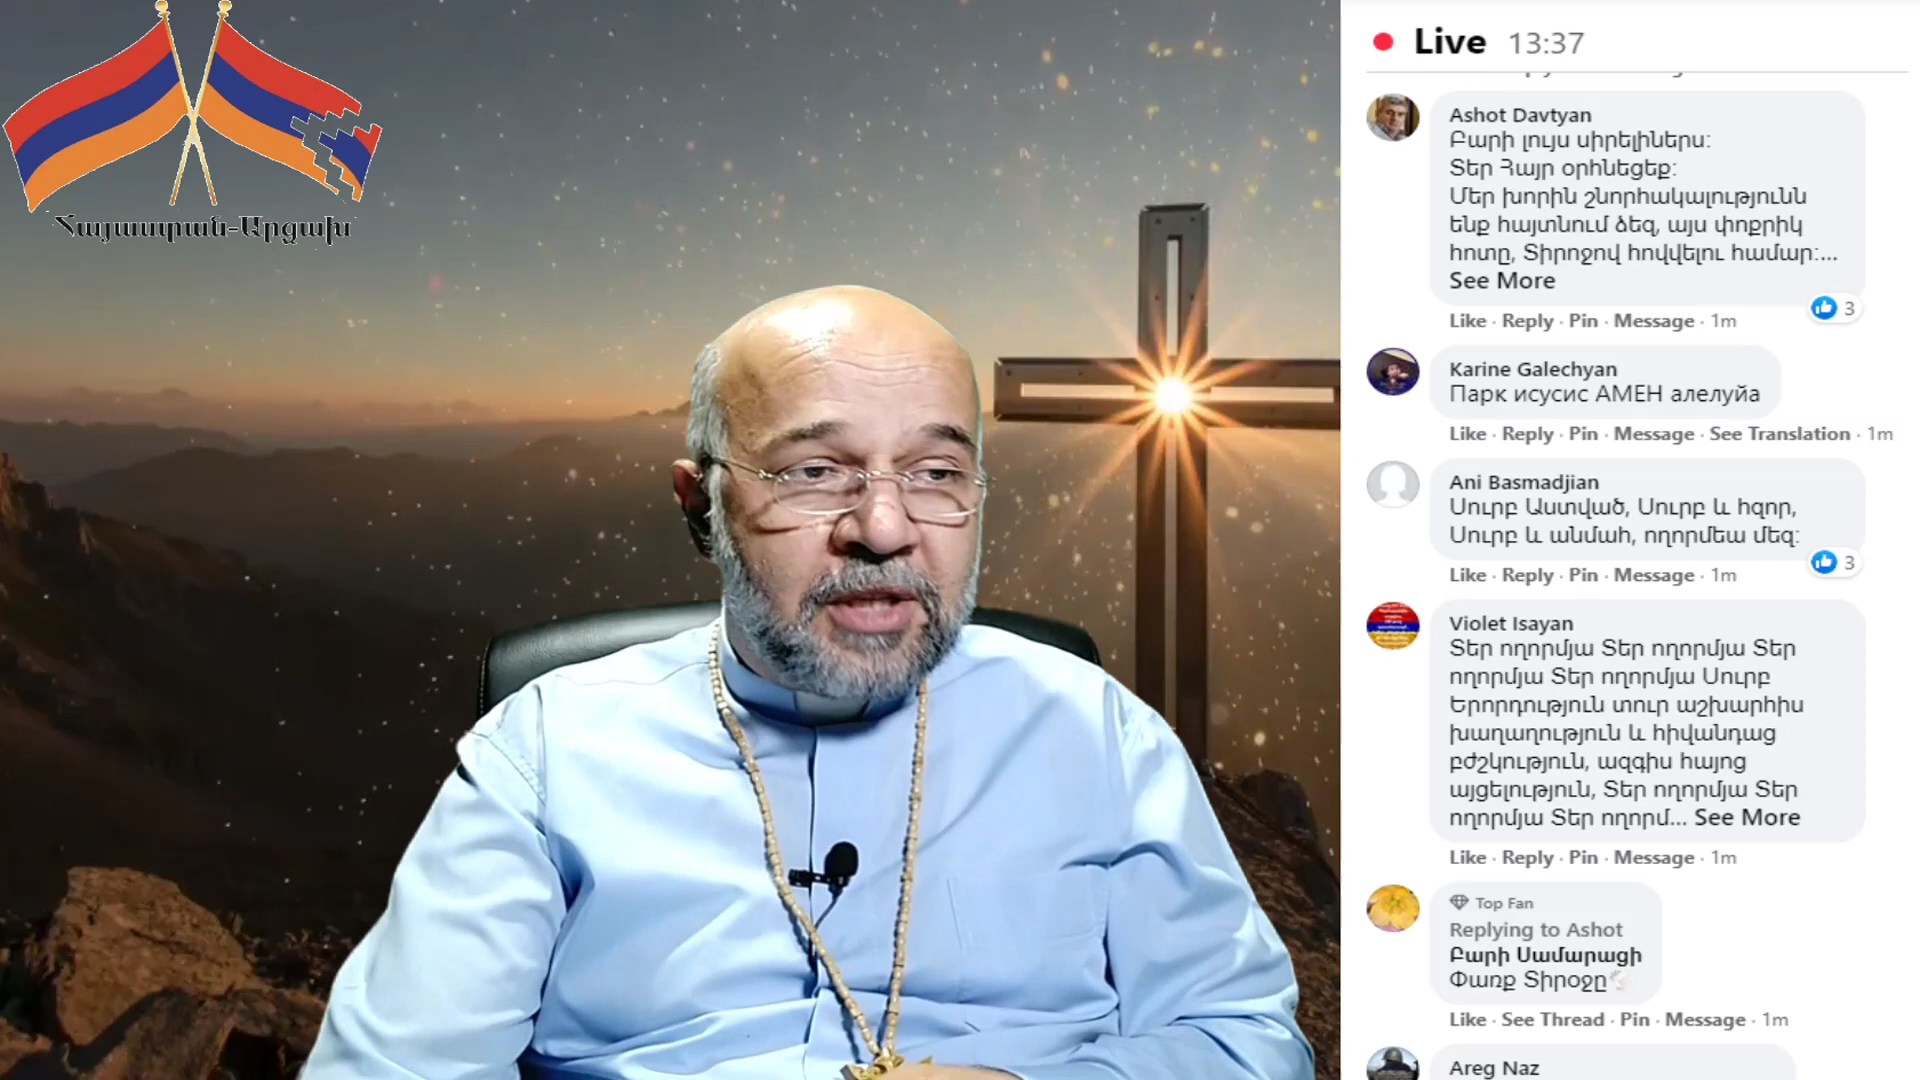 Հայաստան-Արցախ
Live 13:37
Ashot Davtyan
Բարի լույս սիրելիներս։
Տեր Հայր օրհնեցեք։
Մեր խորին շնորհակալությունն
ենք հայտնում ձեզ, այս փոքրիկ
հոտը, Տիրոջով հովվելու համար։...
See More
3
Like · Reply · Pin · Message · 1m
Karine Galechyan
Парк исусис АМЕН алелуйа
Like · Reply · Pin · Message · See Translation · 1m
Ani Basmadjian
Սուրբ Աստված, Սուրբ և հզոր,
Սուրբ և անմահ, ողորմեա մեզ։
3
Like · Reply · Pin · Message · 1m
Violet Isayan
Տեր ողորմյա Տեր ողորմյա Տեր
ողորմյա Տեր ողորմյա Սուրբ
Երորդություն տուր աշխարհիս
խաղաղություն և հիվանդաց
բժշկություն, ազգիս հայոց
այցելություն, Տեր ողորմյա Տեր
ողորմյա Տեր ողորմ... See More
Like · Reply · Pin · Message · 1m
Top Fan
Replying to Ashot
Բարի Սամարացի
Փառք Տիրոջը
Like · See Thread · Pin · Message · 1m
Areg Naz